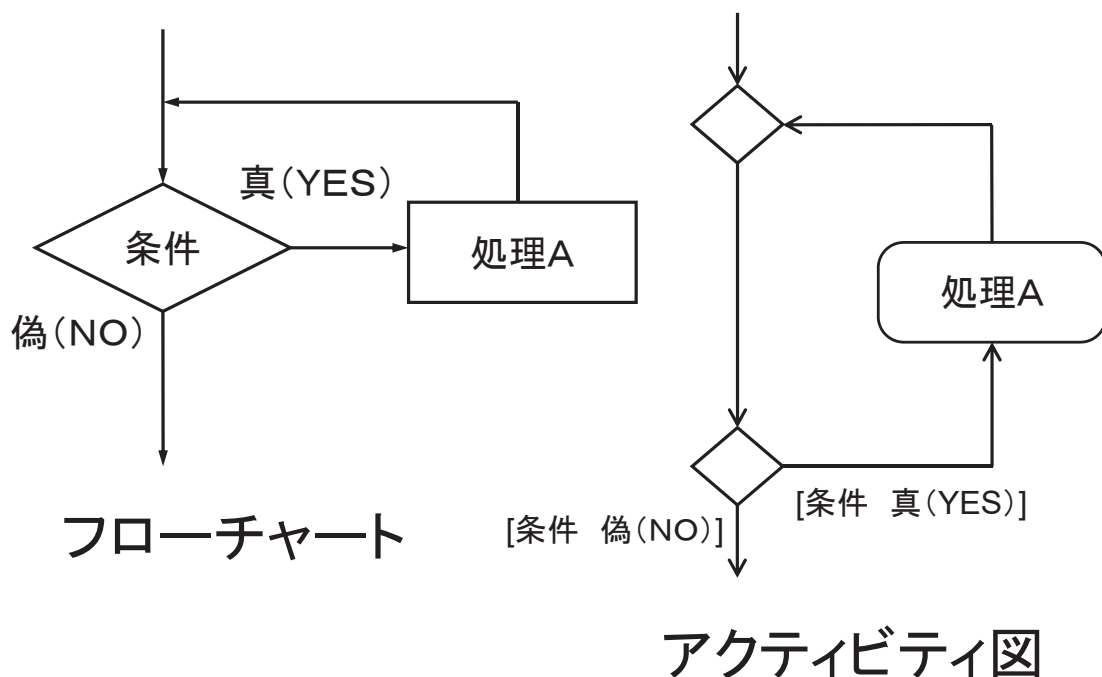 真（YES）
条件
処理A
偽（NO）
フローチャート
処理A
[条件　真（YES）]
[条件　偽（NO）]
アクティビティ図